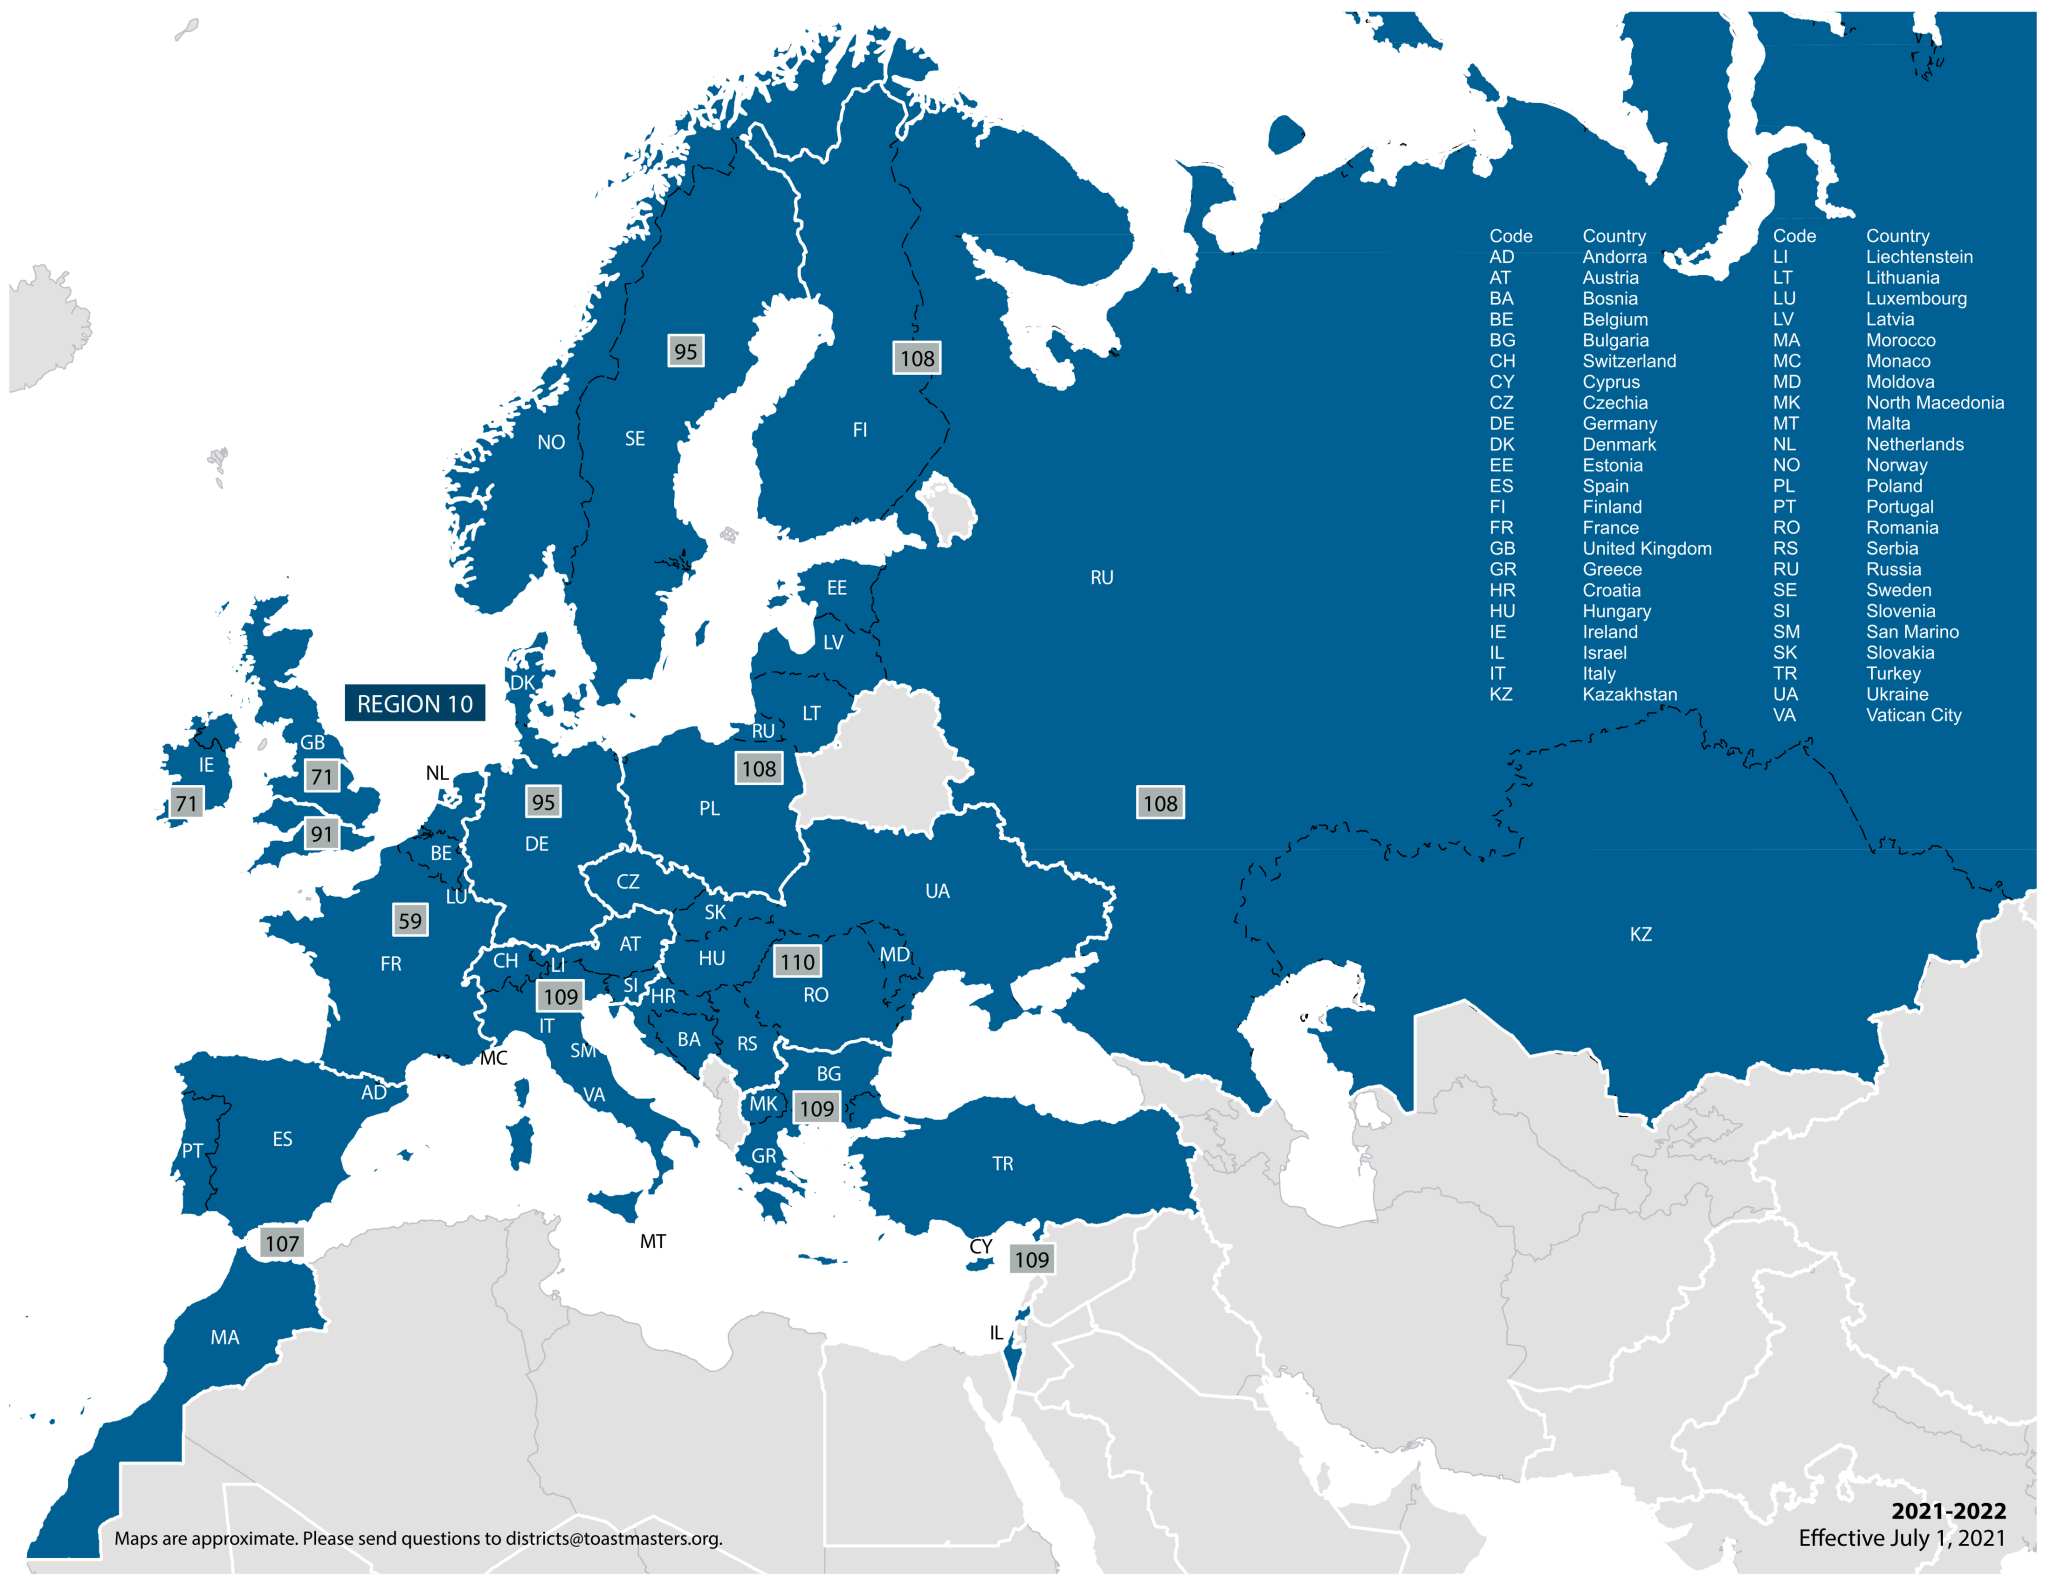 Code Country Code Country
AD Andorra LI Liechtenstein
AT Austria LT Lithuania
BA Bosnia LU Luxembourg
BE Belgium LV Latvia
BG Bulgaria MA Morocco
CH Switzerland MC Monaco
CY Cyprus MD Moldova
CZ Czechia MK North Macedonia
DE Germany MT Malta
DK Denmark NL Netherlands
EE Estonia NO Norway
ES Spain PL Poland
FI Finland PT Portugal
FR France RO Romania
GB United Kingdom RS Serbia
GR Greece RU Russia
HR Croatia SE Sweden
HU Hungary SI Slovenia
IE Ireland SM San Marino
IL Israel SK Slovakia
IT Italy TR Turkey
KZ Kazakhstan UA Ukraine
VA Vatican City
95
108
FI
NO
SE
RU
EE
LV
DK
REGION 10
LT
RU
GB
IE
NL
71
108
71
95
108
PL
91
DE
BE
CZ
UA
LU
SK
59
KZ
AT
MD
HU
CH
110
FR
LI
SI
RO
HR
109
IT
BA
RS
SM
MC
BG
AD
VA
MK
109
ES
PT
GR
TR
107
MT
CY
109
IL
MA
2021-2022
Effective July 1, 2021
Maps are approximate. Please send questions to districts@toastmasters.org.